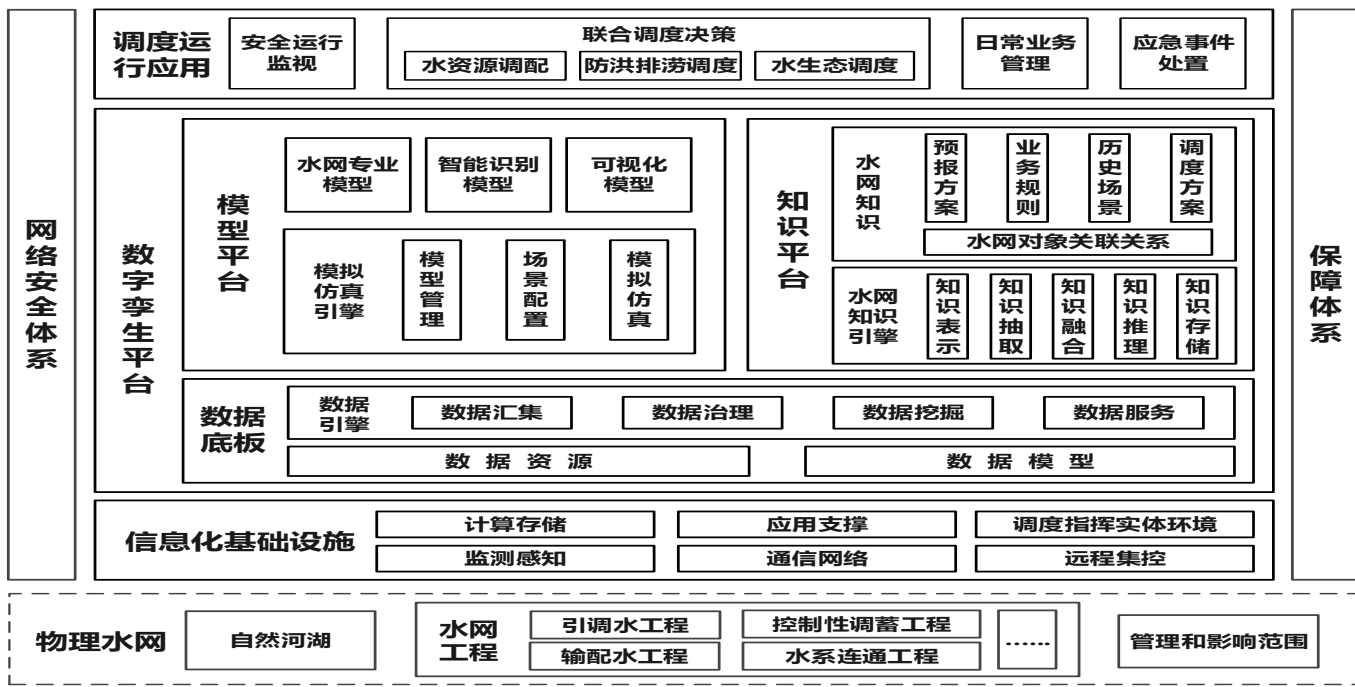 调度运
行应用
安全运行
监视
联合调度决策
水资源调配
防洪排涝调度
水生态调度
日常业务
管理
应急事件
处置
网络安全体系
数字孪生平台
模型平台
水网专业
模型
智能识别
模型
可视化
模型
模拟
仿真
引擎
模型管理
场景配置
模拟仿真
知识平台
水网知识
预报方案
业务规则
历史场景
调度方案
水网对象关联关系
水网
知识
引擎
知识表示
知识抽取
知识融合
知识推理
知识存储
数据
底板
数据
引擎
数据汇集
数据治理
数据挖掘
数据服务
数据资源
数据模型
保障体系
信息化基础设施
计算存储
应用支撑
调度指挥实体环境
监测感知
通信网络
远程集控
物理水网
自然河湖
水网
工程
引调水工程
控制性调蓄工程
输配水工程
水系连通工程
……
管理和影响范围